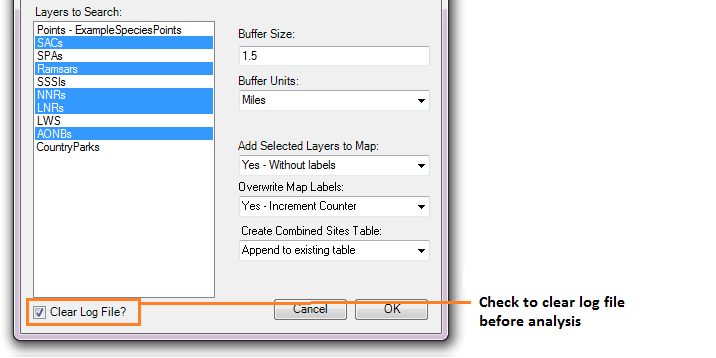 Layers to Search:
Points - ExampleSpeciesPoints
SACs
SPAs
Ramsars
SSSIs
NNRs
LNRs
LWS
AONBs
CountryParks
Buffer Size:
1.5
Buffer Units:
Miles
Add Selected Layers to Map:
Yes - Without labels
Overwrite Map Labels:
Yes - Increment Counter
Create Combined Sites Table:
Append to existing table
Clear Log File?
Cancel
OK
Check to clear log file
before analysis